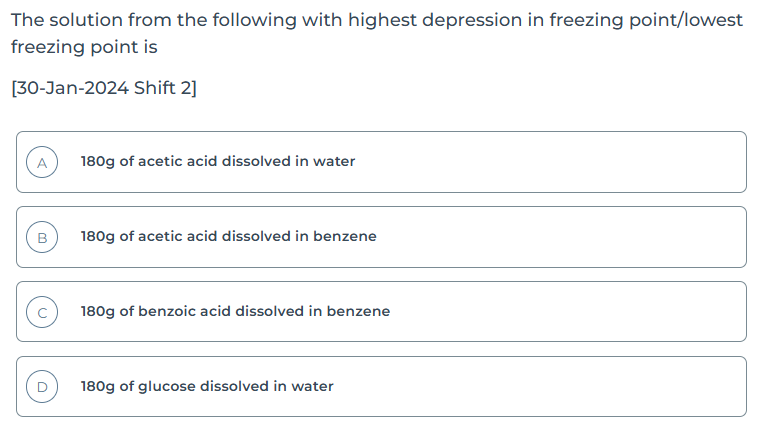 The solution from the following with highest depression in freezing point/lowest
freezing point is
[30-Jan-2024 Shift 2]
A 180g of acetic acid dissolved in water
B 180g of acetic acid dissolved in benzene
C 180g of benzoic acid dissolved in benzene
D 180g of glucose dissolved in water